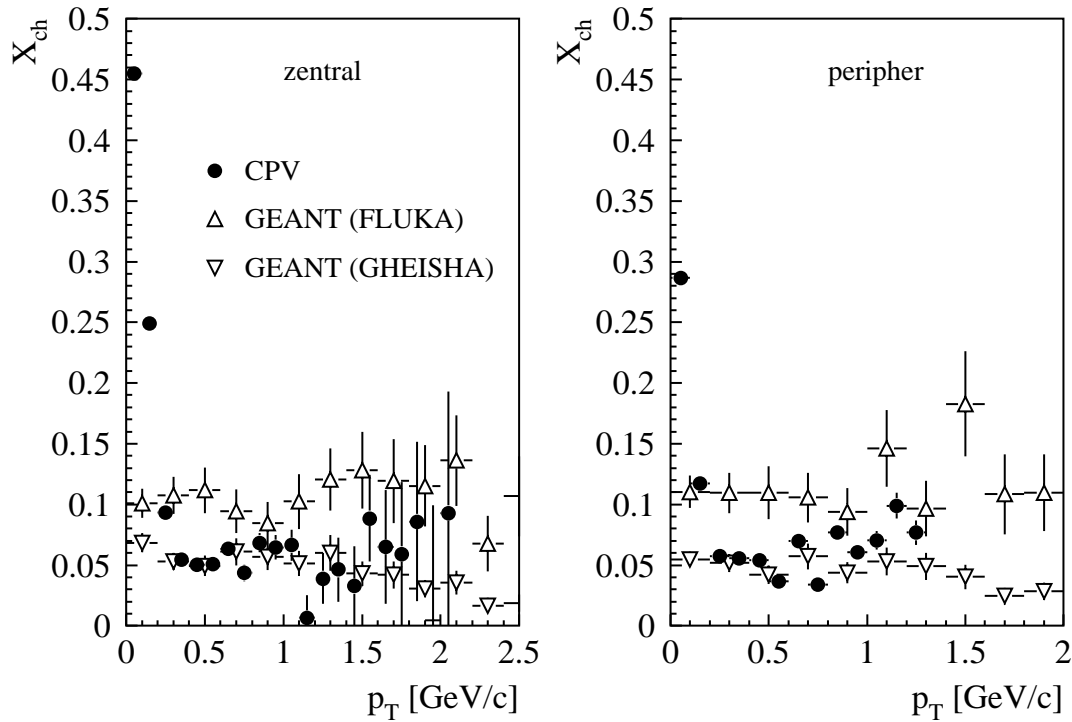 X_ch
0.5
0.45
0.4
0.35
0.3
0.25
0.2
0.15
0.1
0.05
0
zentral
CPV
GEANT (FLUKA)
GEANT (GHEISHA)
0 0.5 1 1.5 2 2.5
p_T [GeV/c]
X_ch
0.5
0.45
0.4
0.35
0.3
0.25
0.2
0.15
0.1
0.05
0
peripher
0 0.5 1 1.5 2
p_T [GeV/c]